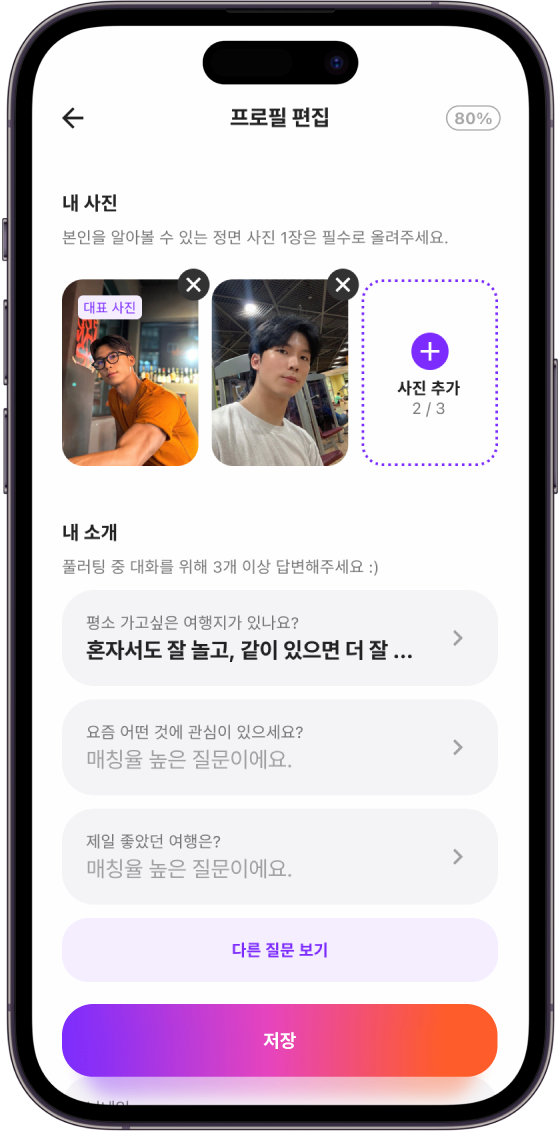 프로필 편집
80%
내 사진
본인을 알아볼 수 있는 정면 사진 1장은 필수로 올려주세요.
대표 사진
사진 추가
2 / 3
내 소개
풀러팅 중 대화를 위해 3개 이상 답변해주세요 :)
평소 가고싶은 여행지가 있나요?
혼자서도 잘 놀고, 같이 있으면 더 잘 ...
요즘 어떤 것에 관심이 있으세요?
매칭율 높은 질문이에요.
제일 좋았던 여행은?
매칭율 높은 질문이에요.
다른 질문 보기
저장